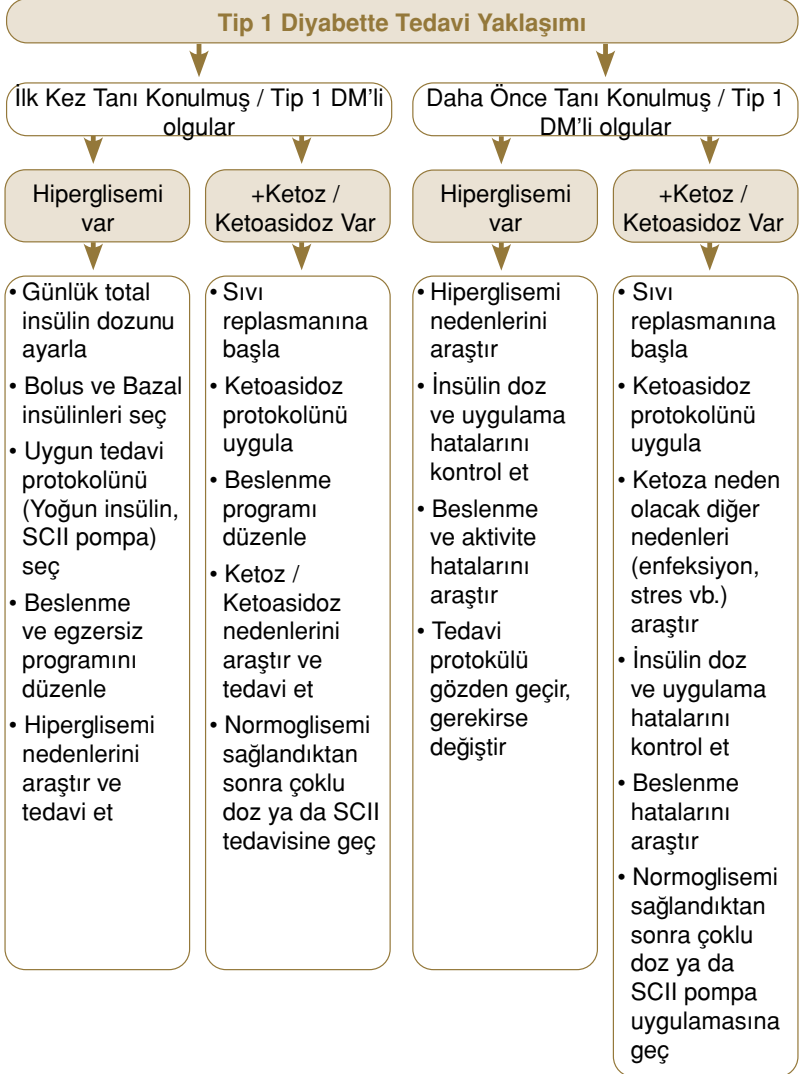 Tip 1 Diyabette Tedavi Yaklaşımı
İlk Kez Tanı Konulmuş / Tip 1 DM'li
olgular
Daha Önce Tanı Konulmuş / Tip 1
DM'li olgular
Hiperglisemi
var
+Ketoz /
Ketoasidoz Var
Hiperglisemi
var
+Ketoz /
Ketoasidoz Var
• Günlük total
insülin dozunu
ayarla
• Bolus ve Bazal
insülinleri seç
• Uygun tedavi
protokolünü
(Yoğun insülin,
SCII pompa)
seç
• Beslenme
ve egzersiz
programını
düzenle
• Hiperglisemi
nedenlerini
araştır ve
tedavi et
• Sıvı
replasmanına
başla
• Ketoasidoz
protokolünü
uygula
• Beslenme
programı
düzenle
• Ketoz /
Ketoasidoz
nedenlerini
araştır ve
tedavi et
• Normoglisemi
sağlandıktan
sonra çoklu
doz ya da SCII
tedavisine geç
• Hiperglisemi
nedenlerini
araştır
• İnsülin doz
ve uygulama
hatalarını
kontrol et
• Beslenme
ve aktivite
hatalarını
araştır
• Tedavi
protokülü
gözden geçir,
gerekirse
değiştir
• Sıvı
replasmanına
başla
• Ketoasidoz
protokolünü
uygula
• Ketoza neden
olacak diğer
nedenleri
(enfeksiyon,
stres vb.)
araştır
• İnsülin doz
ve uygulama
hatalarını
kontrol et
• Beslenme
hatalarını
araştır
• Normoglisemi
sağlandıktan
sonra çoklu
doz ya da
SCII pompa
uygulamasına
geç